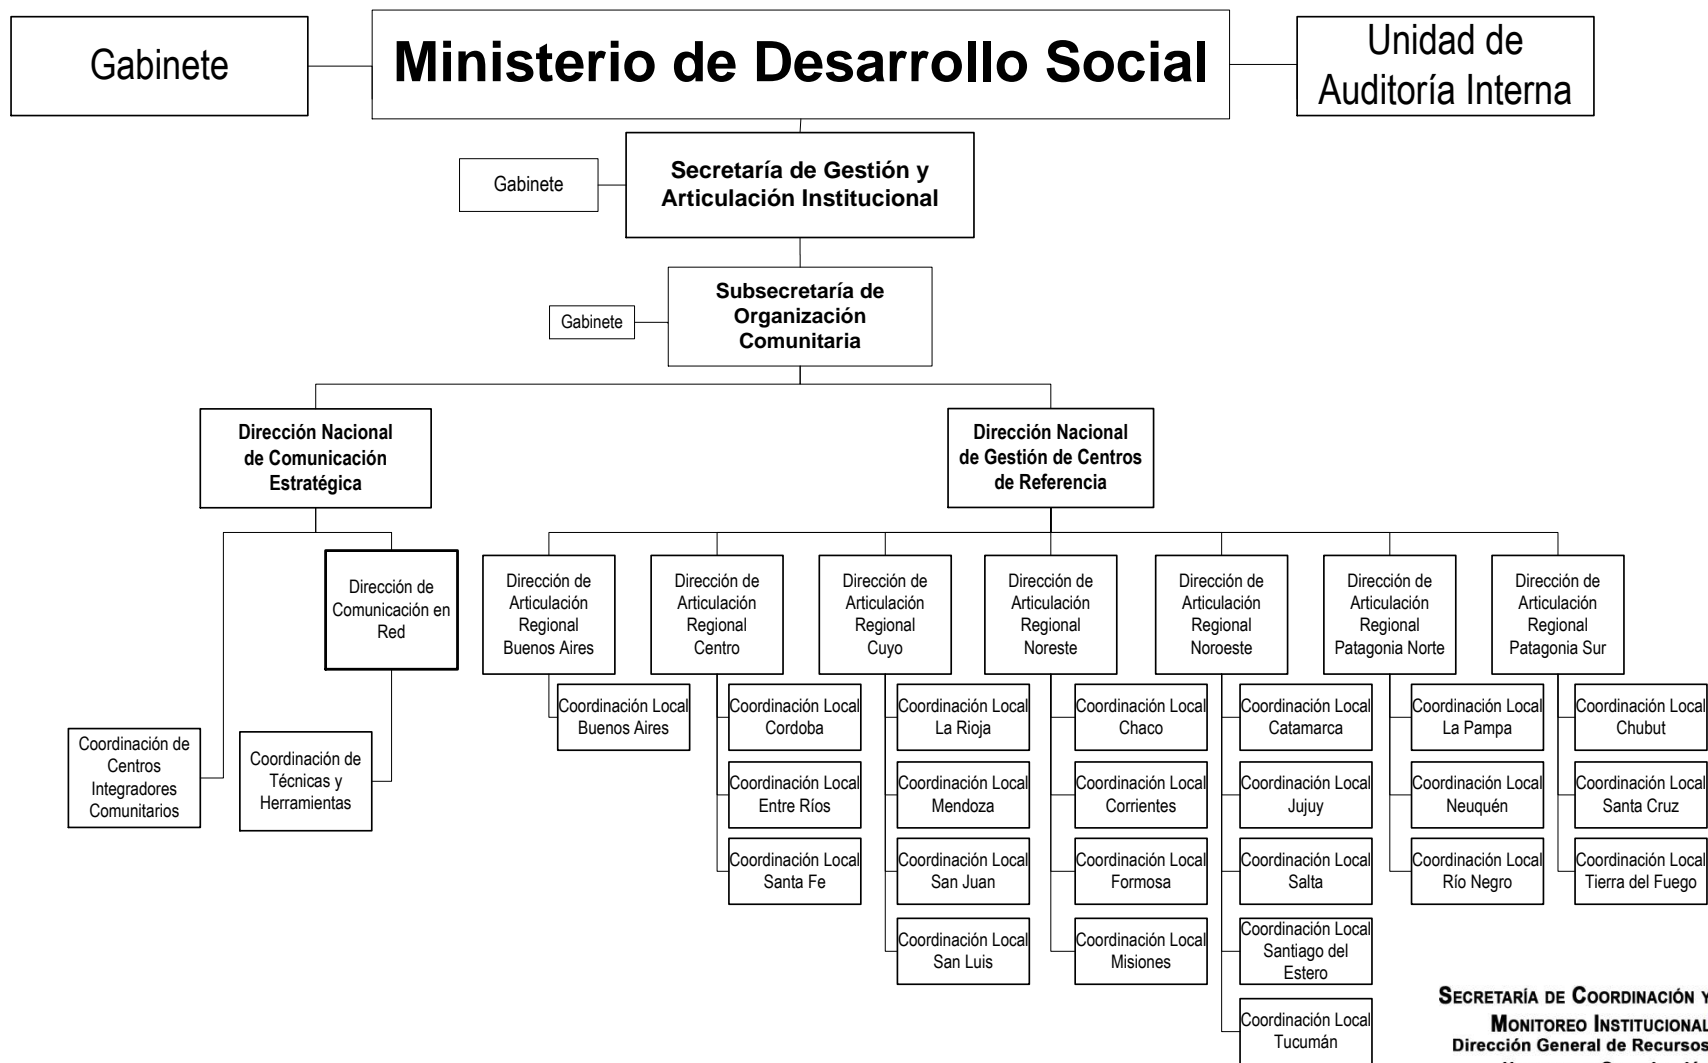 Gabinete
Ministerio de Desarrollo Social
Unidad de
Auditoría Interna
Gabinete
Secretaría de Gestión y
Articulación Institucional
Gabinete
Subsecretaría de
Organización
Comunitaria
Dirección Nacional
de Comunicación
Estratégica
Dirección Nacional
de Gestión de Centros
de Referencia
Dirección de
Comunicación en
Red
Dirección de
Articulación
Regional
Buenos Aires
Dirección de
Articulación
Regional
Centro
Dirección de
Articulación
Regional
Cuyo
Dirección de
Articulación
Regional
Noreste
Dirección de
Articulación
Regional
Noroeste
Dirección de
Articulación
Regional
Patagonia Norte
Dirección de
Articulación
Regional
Patagonia Sur
Coordinación de
Centros
Integradores
Comunitarios
Coordinación de
Técnicas y
Herramientas
Coordinación Local
Buenos Aires
Coordinación Local
Cordoba
Coordinación Local
La Rioja
Coordinación Local
Chaco
Coordinación Local
Catamarca
Coordinación Local
La Pampa
Coordinación Local
Chubut
Coordinación Local
Entre Ríos
Coordinación Local
Mendoza
Coordinación Local
Corrientes
Coordinación Local
Jujuy
Coordinación Local
Neuquén
Coordinación Local
Santa Cruz
Coordinación Local
Santa Fe
Coordinación Local
San Juan
Coordinación Local
Formosa
Coordinación Local
Salta
Coordinación Local
Río Negro
Coordinación Local
Tierra del Fuego
Coordinación Local
San Luis
Coordinación Local
Misiones
Coordinación Local
Santiago del
Estero
Coordinación Local
Tucumán
SECRETARÍA DE COORDINACIÓN Y
MONITOREO INSTITUCIONAL
Dirección General de Recursos